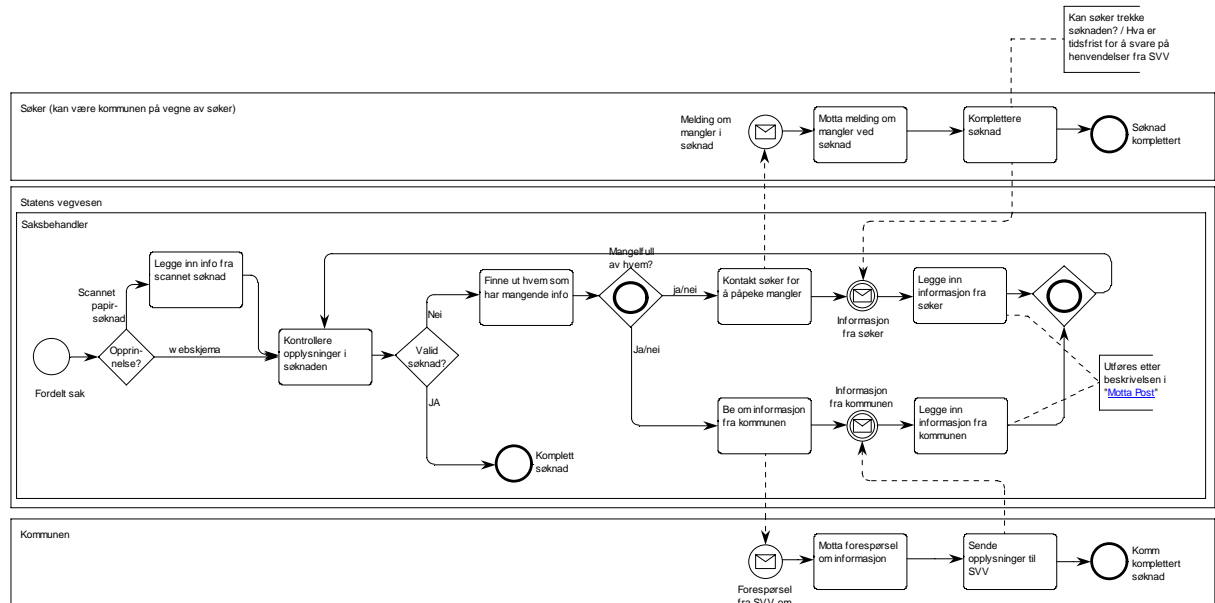 Kan søker trekke
søknaden? / Hva er
tidsfrist for å svare på
henvendelser fra SVV
Søker (kan være kommunen på vegne av søker)
Melding om
mangler i
søknad
Motta melding om
mangler ved
søknad
Komplettere
søknad
Søknad
komplettert
Statens vegvesen
Saksbehandler
Legge inn info fra
scannet søknad
Scannet
papir-
søknad
Fordelt sak
Opprin-
nelse?
webskjema
Kontrollere
opplysninger i
søknaden
Valid
søknad?
Nei
JA
Finne ut hvem som
har mangende info
Mangelfull
av hvem?
ja/nei
Ja/nei
Kontakt søker for
å påpeke mangler
Informasjon
fra søker
Legge inn
informasjon fra
søker
Komplett
søknad
Be om informasjon
fra kommunen
Informasjon
fra kommunen
Legge inn
informasjon fra
kommunen
Utføres etter
beskrivelsen i
"Motta Post"
Kommunen
Forespørsel
fra SVV om
Motta forespørsel
om informasjon
Sende
opplysninger til
SVV
Komm
komplettert
søknad